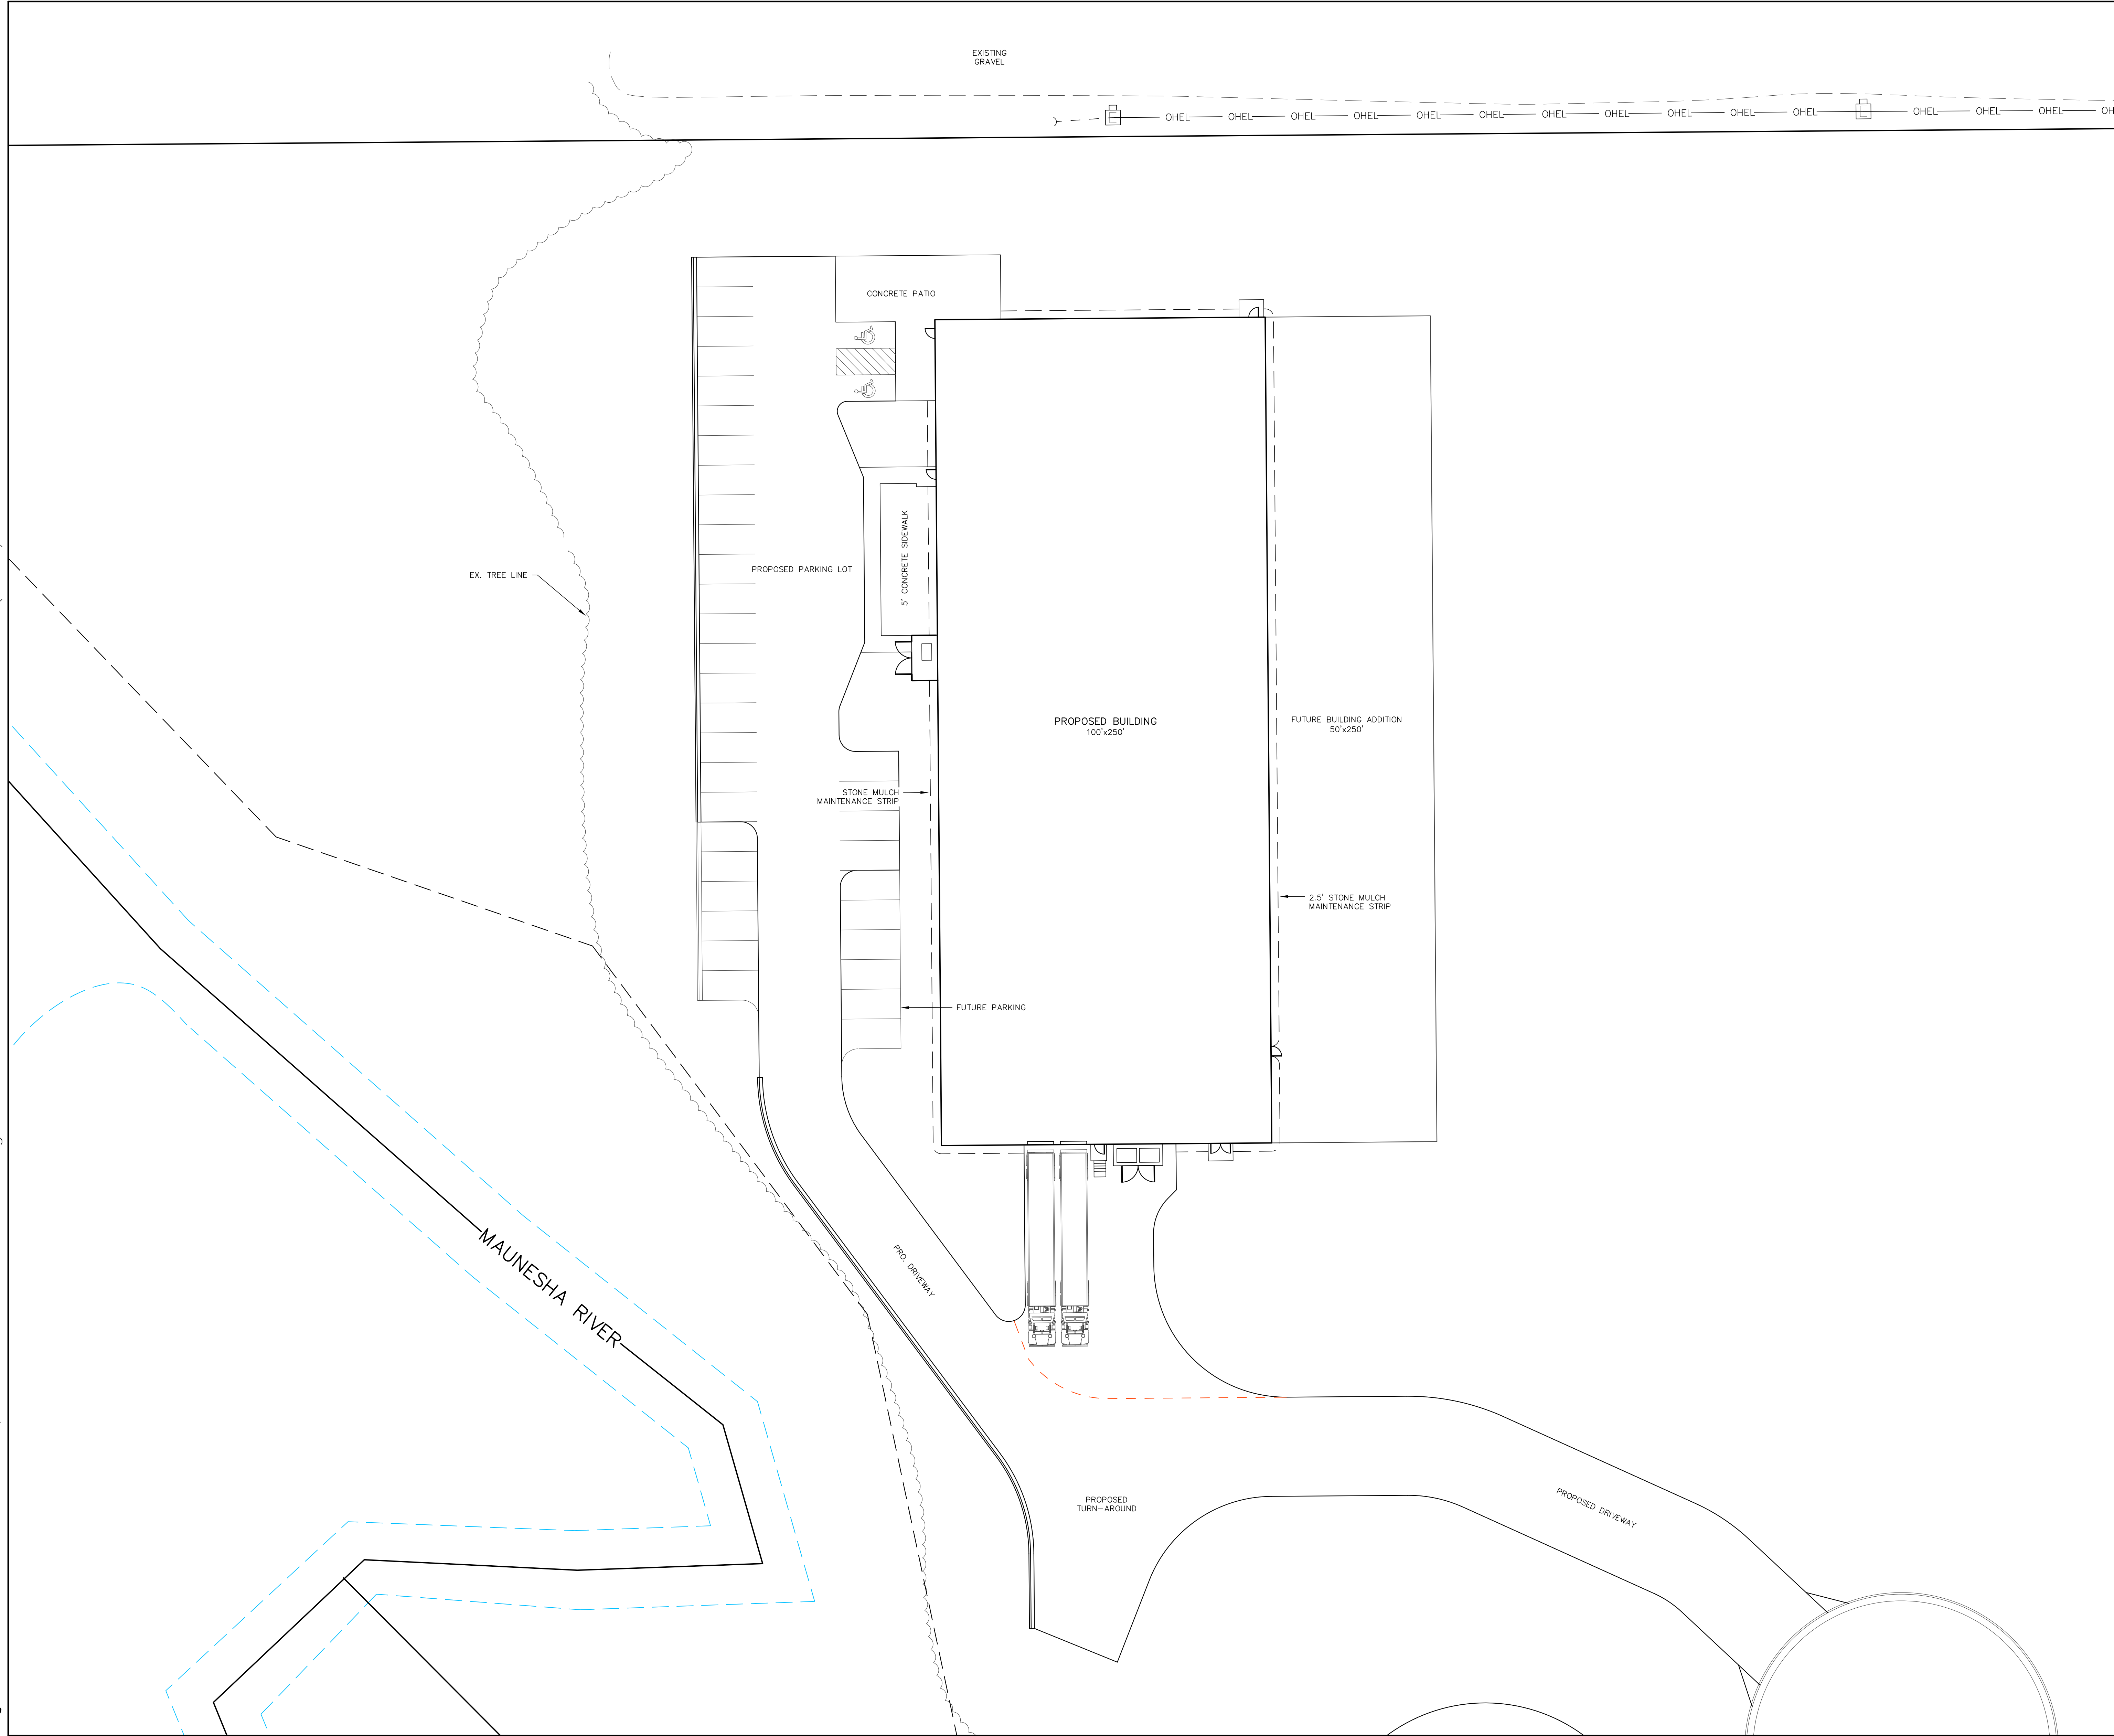 EXISTING
GRAVEL
OHEL OHEL OHEL OHEL OHEL OHEL OHEL OHEL OHEL OHEL OHEL OHEL OHEL OHEL OH
CONCRETE PATIO
5' CONCRETE SIDEWALK
PROPOSED PARKING LOT
EX. TREE LINE
PROPOSED BUILDING
100'x250'
FUTURE BUILDING ADDITION
50'x250'
STONE MULCH
MAINTENANCE STRIP
2.5' STONE MULCH
MAINTENANCE STRIP
FUTURE PARKING
PRO. DRIVEWAY
MAUNESHA RIVER
PROPOSED
TURN-AROUND
PROPOSED DRIVEWAY